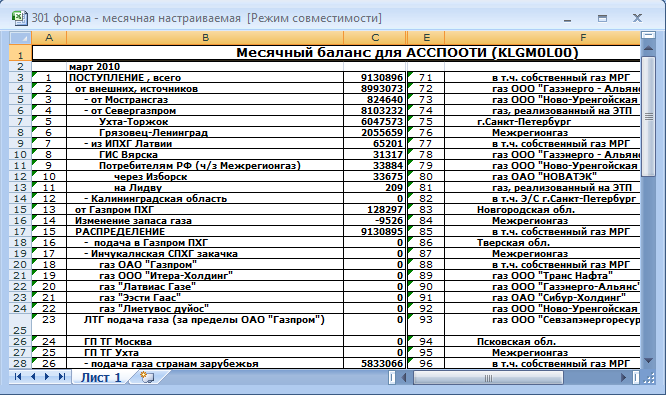 301 форма - месячная настраиваемая [Режим совместимости]
A B C E F
1 Месячный баланс для АССПООТИ (KLGM0L00)
2 март 2010
3 1 ПОСТУПЛЕНИЕ , всего 9130896 71 в т.ч. собственный газ МРГ
4 2 от внешних, источников 8993073 72 газ ООО "Газэнерго - Альянс
5 3 - от Мострансгаз 824640 73 газ ООО "Ново-Уренгойская
6 4 - от Севергазпром 8103232 74 газ, реализованный на ЭТП
7 5 Ухта-Торжок 6047573 75 г.Санкт-Петербург
8 6 Грязовец-Ленинград 2055659 76 Межрегионгаз
9 7 - из ИПХГ Латвии 65201 77 в т.ч. собственный газ МРГ
10 8 ГИС Вярска 31317 78 газ ООО "Газэнерго - Альянс
11 9 Потребителям РФ (ч/з Межрегионгаз) 33884 79 газ ООО "Ново-Уренгойская
12 10 через Изборск 33675 80 газ ОАО "НОВАТЭК"
13 11 на Лидву 209 81 газ, реализованный на ЭТП
14 12 - Калининградская область 0 82 в т.ч. Э/С г.Санкт-Петербург
15 13 от Газпром ПХГ 128297 83 Новгородская обл.
16 14 Изменение запаса газа -9526 84 Межрегионгаз
17 15 РАСПРЕДЕЛЕНИЕ 9130895 85 в т.ч. собственный газ МРГ
18 16 - подача в Газпром ПХГ 0 86 Тверская обл.
19 17 - Инчукалнская СПХГ закачка 0 87 Межрегионгаз
20 18 газ ОАО "Газпром" 0 88 в т.ч. собственный газ МРГ
21 19 газ ООО "Итера-Холдинг" 0 89 газ ООО "Транс Нафта"
22 20 газ "Латвиас Газе" 0 90 газ ООО "Газэнерго-Альянс"
23 21 газ "Ээсти Гаас" 0 91 газ ОАО "Сибур-Холдинг"
24 22 газ "Лиетувос дуйос" 0 92 газ ООО "Ново-Уренгойская
25 23 ЛТГ подача газа (за пределы ОАО "Газпром") 0 93 газ ООО "Севзапэнергоресур
26 24 ГП ТГ Москва 0 94 Псковская обл.
27 25 ГП ТГ Ухта 0 95 Межрегионгаз
28 26 - подача газа странам зарубежья 5833066 96 в т.ч. собственный газ МРГ
Лист 1